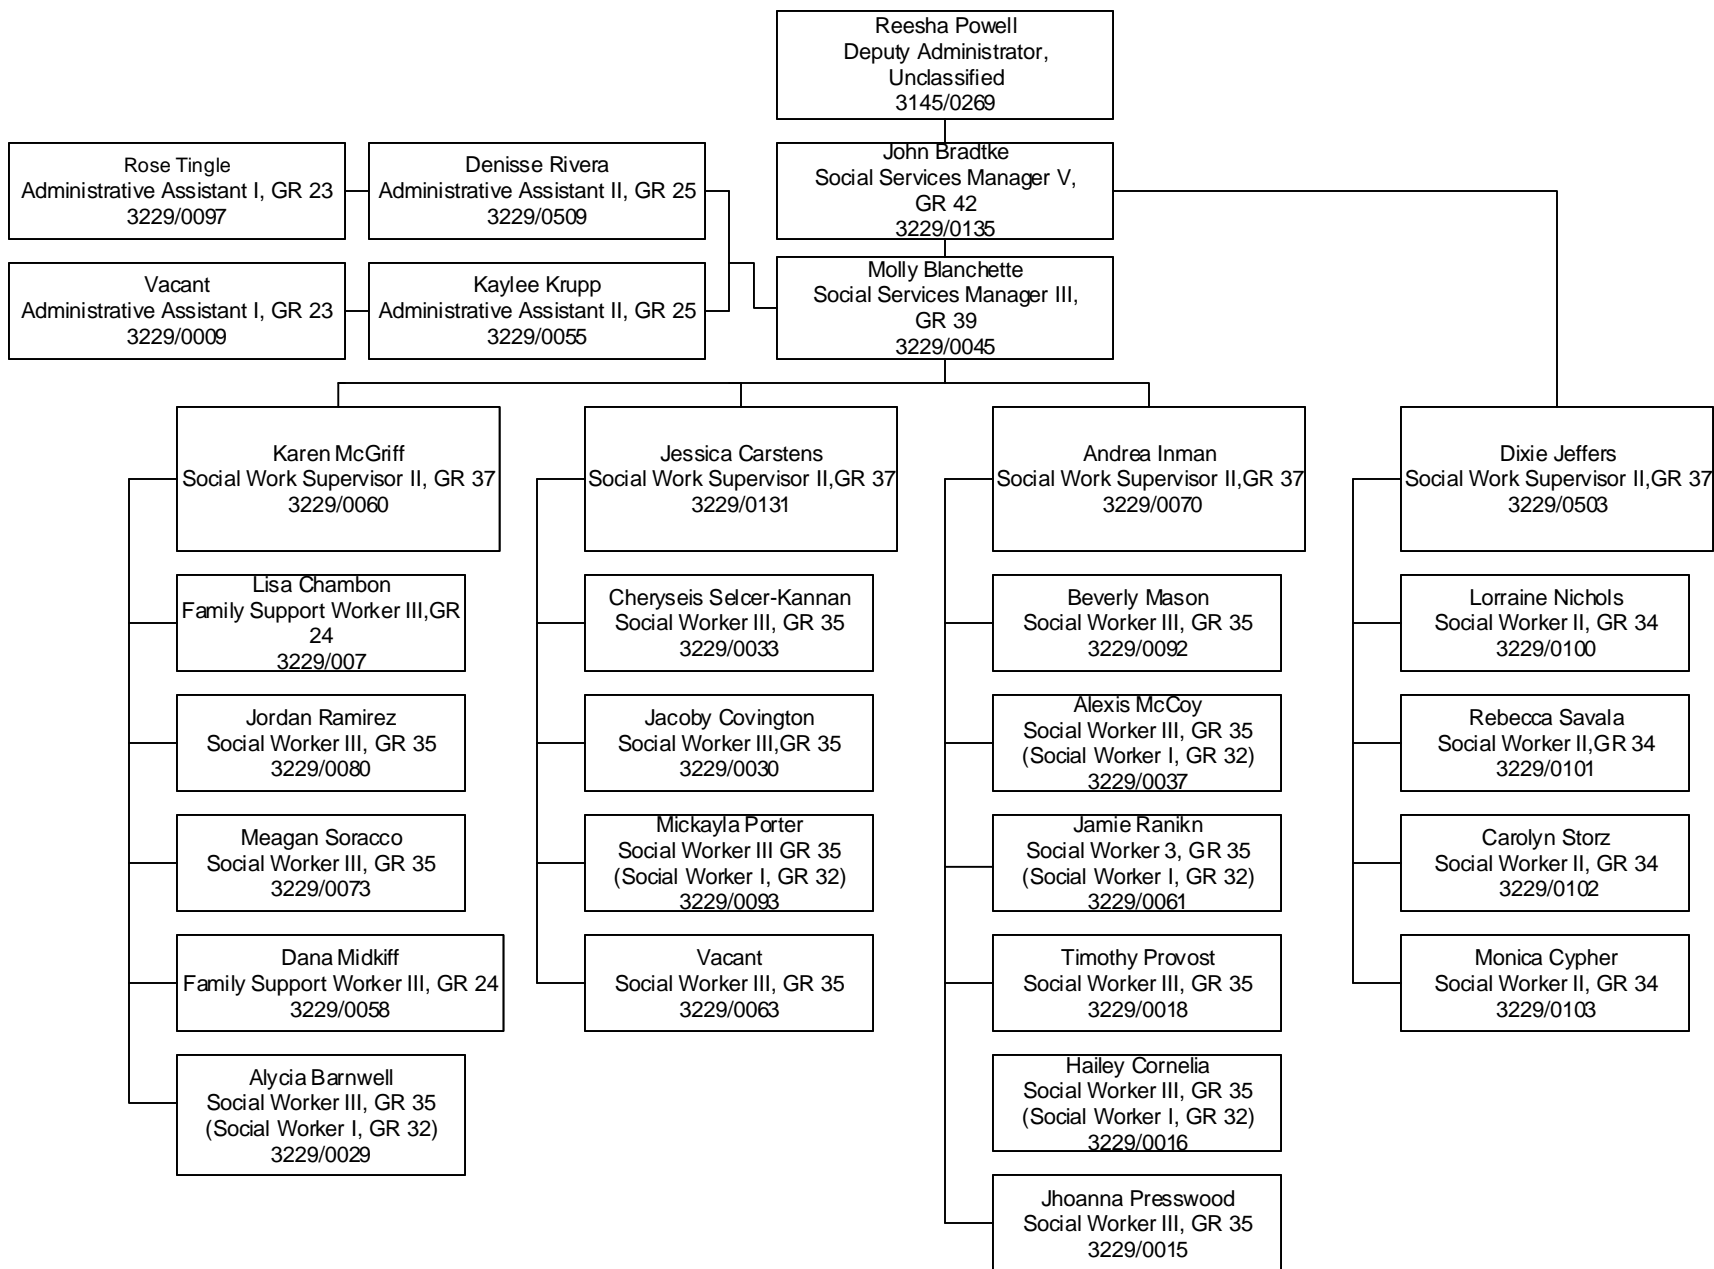 Reesha Powell
Deputy Administrator,
Unclassified
3145/0269
John Bradtke
Social Services Manager V,
GR 42
3229/0135
Rose Tingle
Administrative Assistant I, GR 23
3229/0097
Denisse Rivera
Administrative Assistant II, GR 25
3229/0509
Vacant
Administrative Assistant I, GR 23
3229/0009
Kaylee Krupp
Administrative Assistant II, GR 25
3229/0055
Molly Blanchette
Social Services Manager III,
GR 39
3229/0045
Karen McGriff
Social Work Supervisor II, GR 37
3229/0060
Lisa Chambon
Family Support Worker III,GR
24
3229/007
Jordan Ramirez
Social Worker III, GR 35
3229/0080
Meagan Soracco
Social Worker III, GR 35
3229/0073
Dana Midkiff
Family Support Worker III, GR 24
3229/0058
Alycia Barnwell
Social Worker III, GR 35
(Social Worker I, GR 32)
3229/0029
Jessica Carstens
Social Work Supervisor II,GR 37
3229/0131
Cheryseis Selcer-Kannan
Social Worker III, GR 35
3229/0033
Jacoby Covington
Social Worker III,GR 35
3229/0030
Mickayla Porter
Social Worker III GR 35
(Social Worker I, GR 32)
3229/0093
Vacant
Social Worker III, GR 35
3229/0063
Andrea Inman
Social Work Supervisor II,GR 37
3229/0070
Beverly Mason
Social Worker III, GR 35
3229/0092
Alexis McCoy
Social Worker III, GR 35
(Social Worker I, GR 32)
3229/0037
Jamie Ranikn
Social Worker 3, GR 35
(Social Worker I, GR 32)
3229/0061
Timothy Provost
Social Worker III, GR 35
3229/0018
Hailey Cornelia
Social Worker III, GR 35
(Social Worker I, GR 32)
3229/0016
Jhoanna Presswood
Social Worker III, GR 35
3229/0015
Dixie Jeffers
Social Work Supervisor II,GR 37
3229/0503
Lorraine Nichols
Social Worker II, GR 34
3229/0100
Rebecca Savala
Social Worker II,GR 34
3229/0101
Carolyn Storz
Social Worker II, GR 34
3229/0102
Monica Cypher
Social Worker II, GR 34
3229/0103